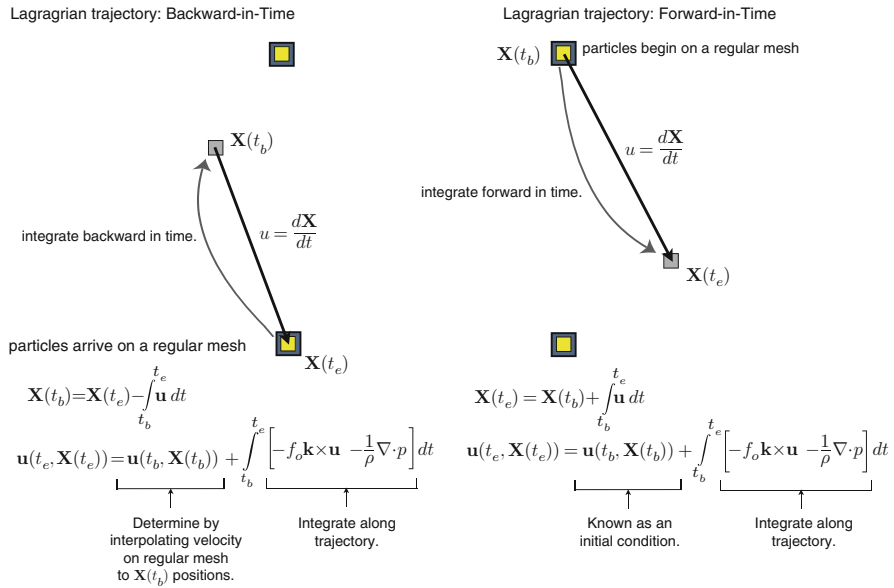 Lagragrian trajectory: Backward-in-Time
X(t_b)
integrate backward in time.
u = dX/dt
particles arrive on a regular mesh
X(t_e)
X(t_b)=X(t_e)−∫_{t_b}^{t_e} u dt
u(t_e, X(t_e))=u(t_b, X(t_b)) + ∫_{t_b}^{t_e} [−f_o k×u −1/ρ ∇·p] dt
Determine by
interpolating velocity
on regular mesh
to X(t_b) positions.
Integrate along
trajectory.
Lagragrian trajectory: Forward-in-Time
X(t_b)
particles begin on a regular mesh
u = dX/dt
integrate forward in time.
X(t_e)
X(t_e) = X(t_b)+∫_{t_b}^{t_e} u dt
u(t_e, X(t_e)) = u(t_b, X(t_b)) + ∫_{t_b}^{t_e} [−f_o k×u −1/ρ ∇·p] dt
Known as an
initial condition.
Integrate along
trajectory.